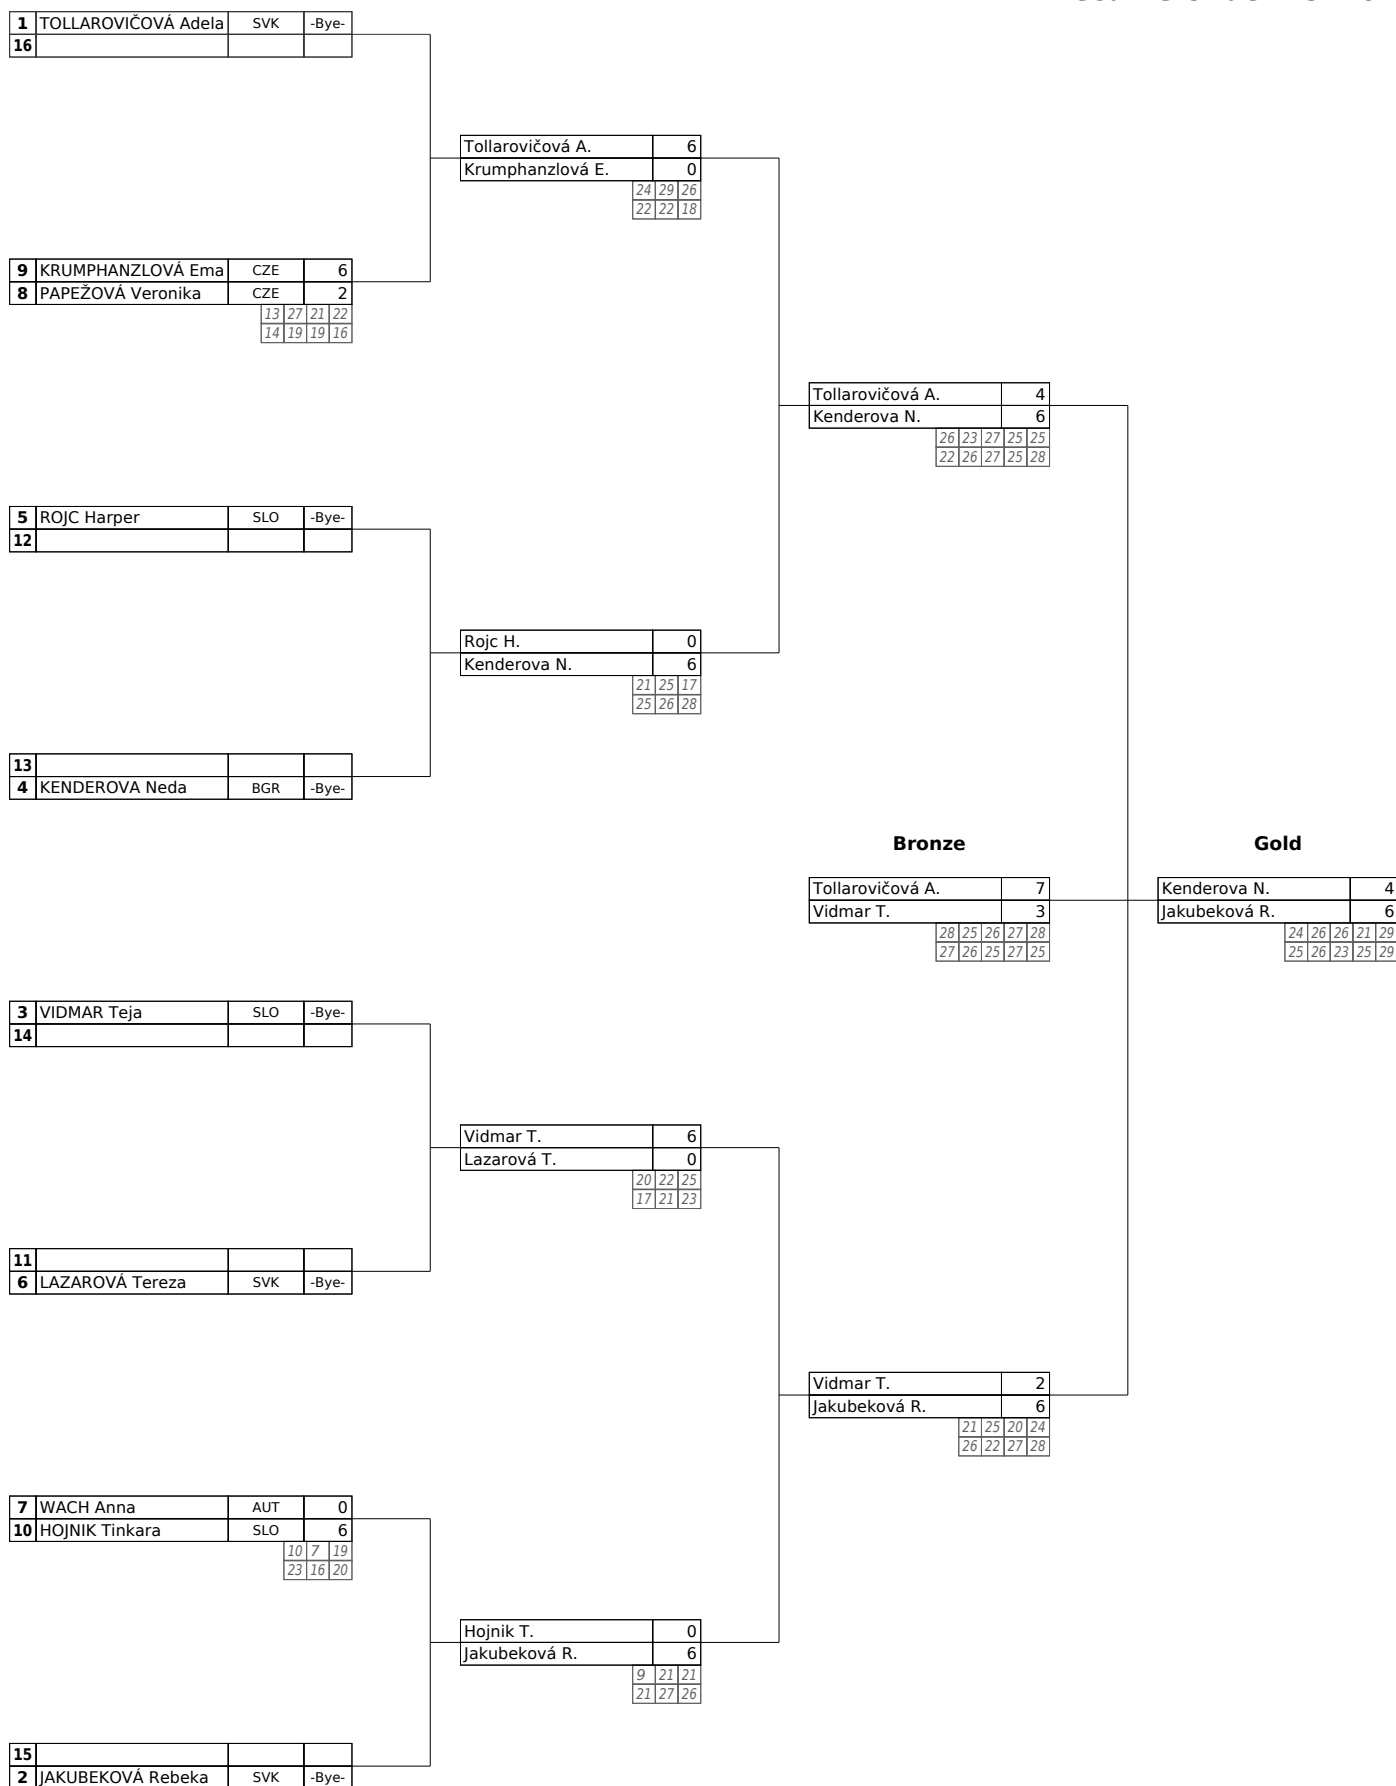 1 TOLLAROVIČOVÁ Adela SVK -Bye-
16
Tollarovičová A. 6
Krumphanzlová E. 0
24 29 26
22 22 18
9 KRUMPHANZLOVÁ Ema CZE 6
8 PAPEŽOVÁ Veronika CZE 2
13 27 21 22
14 19 19 16
Tollarovičová A. 4
Kenderova N. 6
26 23 27 25 25
22 26 27 25 28
5 ROJC Harper SLO -Bye-
12
Rojc H. 0
Kenderova N. 6
21 25 17
25 26 28
13
4 KENDEROVA Neda BGR -Bye-
Bronze Gold
Tollarovičová A. 7 Kenderova N. 4
Vidmar T. 3 Jakubeková R. 6
28 25 26 27 28 24 26 26 21 29
27 26 25 27 25 25 26 23 25 29
3 VIDMAR Teja SLO -Bye-
14
Vidmar T. 6
Lazarová T. 0
20 22 25
17 21 23
11
6 LAZAROVÁ Tereza SVK -Bye-
Vidmar T. 2
Jakubeková R. 6
21 25 20 24
26 22 27 28
7 WACH Anna AUT 0
10 HOJNIK Tinkara SLO 6
10 7 19
23 16 20
Hojnik T. 0
Jakubeková R. 6
9 21 21
21 27 26
15
2 JAKUBEKOVÁ Rebeka SVK -Bye-